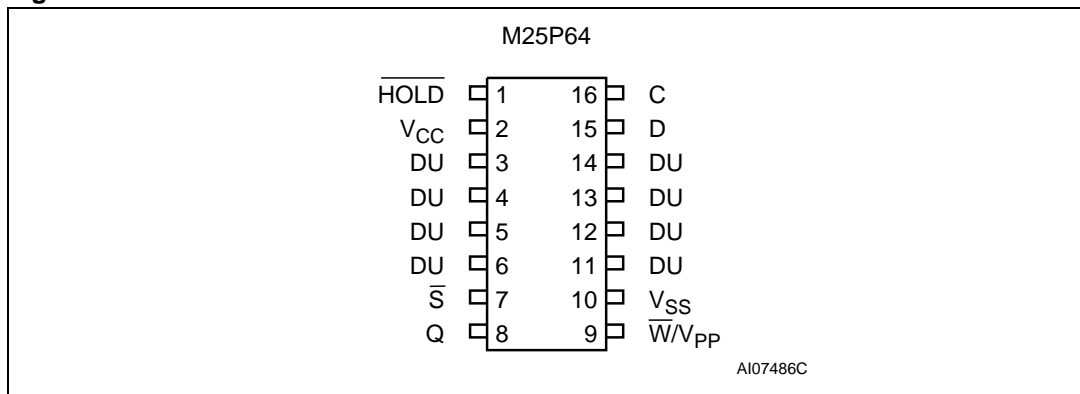 M25P64
HOLD 1 16 C
VCC 2 15 D
DU 3 14 DU
DU 4 13 DU
DU 5 12 DU
DU 6 11 DU
S 7 10 VSS
Q 8 9 W/VPP
AI07486C